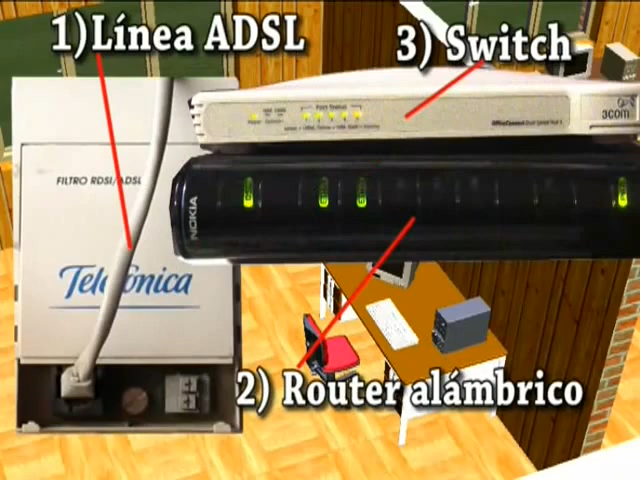 1)Línea ADSL
3) Switch
3com
NOKIA
FILTRO RDSI/ADSL
Telefónica
2) Router alámbrico